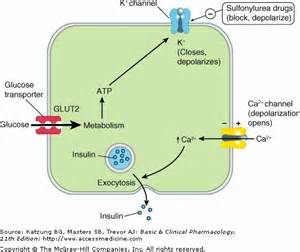 K+ channel
Sulfonylurea drugs
(block, depolarize)
K+
(Closes,
depolarizes)
Glucose
transporter
GLUT2
ATP
Ca2+ channel
(depolarization
opens)
Glucose
Metabolism
Ca2+
Ca2+
Insulin
Exocytosis
Insulin
Source: Katzung BG, Masters SB, Trevor AJ: Basic & Clinical Pharmacology,
11th Edition: http://www.accessmedicine.com
Copyright © The McGraw-Hill Companies, Inc. All rights reserved.